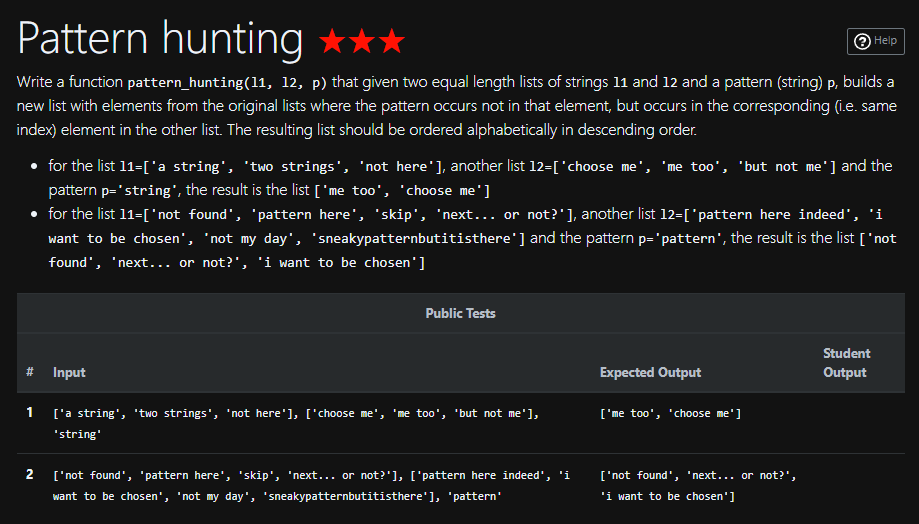 Pattern hunting ★★★
? Help
Write a function pattern_hunting(l1, l2, p) that given two equal length lists of strings l1 and l2 and a pattern (string) p, builds a
new list with elements from the original lists where the pattern occurs not in that element, but occurs in the corresponding (i.e. same
index) element in the other list. The resulting list should be ordered alphabetically in descending order.
• for the list l1=['a string', 'two strings', 'not here'], another list l2=['choose me', 'me too', 'but not me'] and the
pattern p='string', the result is the list ['me too', 'choose me']
• for the list l1=['not found', 'pattern here', 'skip', 'next... or not?'], another list l2=['pattern here indeed', 'i
want to be chosen', 'not my day', 'sneakypatternbutitisthere'] and the pattern p='pattern', the result is the list ['not
found', 'next... or not?', 'i want to be chosen']
Public Tests
# Input Expected Output Student
Output
1 ['a string', 'two strings', 'not here'], ['choose me', 'me too', 'but not me'], ['me too', 'choose me']
'string'
2 ['not found', 'pattern here', 'skip', 'next... or not?'], ['pattern here indeed', 'i ['not found', 'next... or not?',
want to be chosen', 'not my day', 'sneakypatternbutitisthere'], 'pattern' 'i want to be chosen']